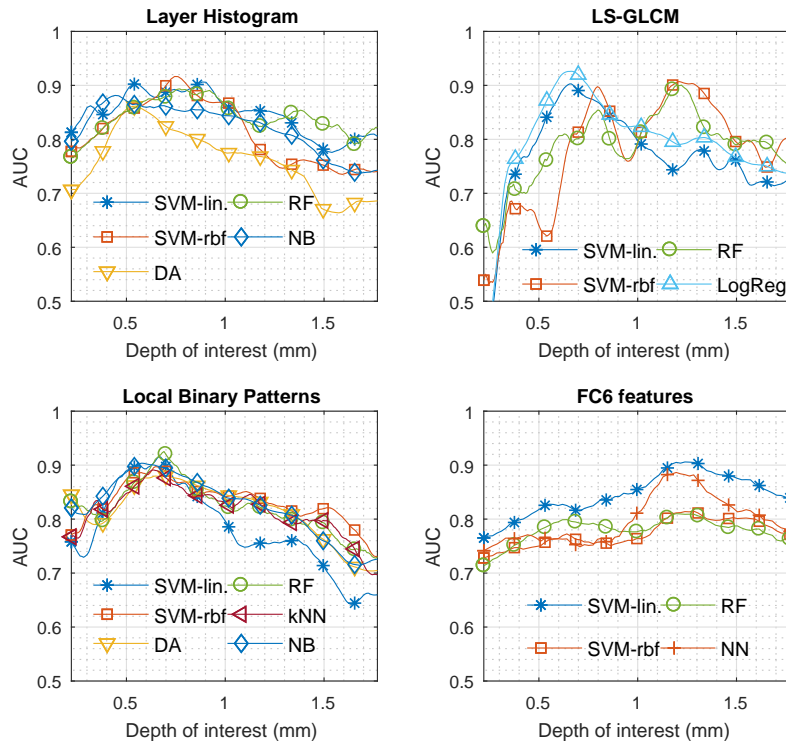 Layer Histogram
1
0.9
0.8
0.7
0.6
0.5
AUC
SVM-lin.
RF
SVM-rbf
NB
DA
0.5
1
1.5
Depth of interest (mm)
LS-GLCM
1
0.9
0.8
0.7
0.6
0.5
AUC
SVM-lin.
RF
SVM-rbf
LogReg
0.5
1
1.5
Depth of interest (mm)
Local Binary Patterns
1
0.9
0.8
0.7
0.6
0.5
AUC
SVM-lin.
RF
SVM-rbf
kNN
DA
NB
0.5
1
1.5
Depth of interest (mm)
FC6 features
1
0.9
0.8
0.7
0.6
0.5
AUC
SVM-lin.
RF
SVM-rbf
NN
0.5
1
1.5
Depth of interest (mm)